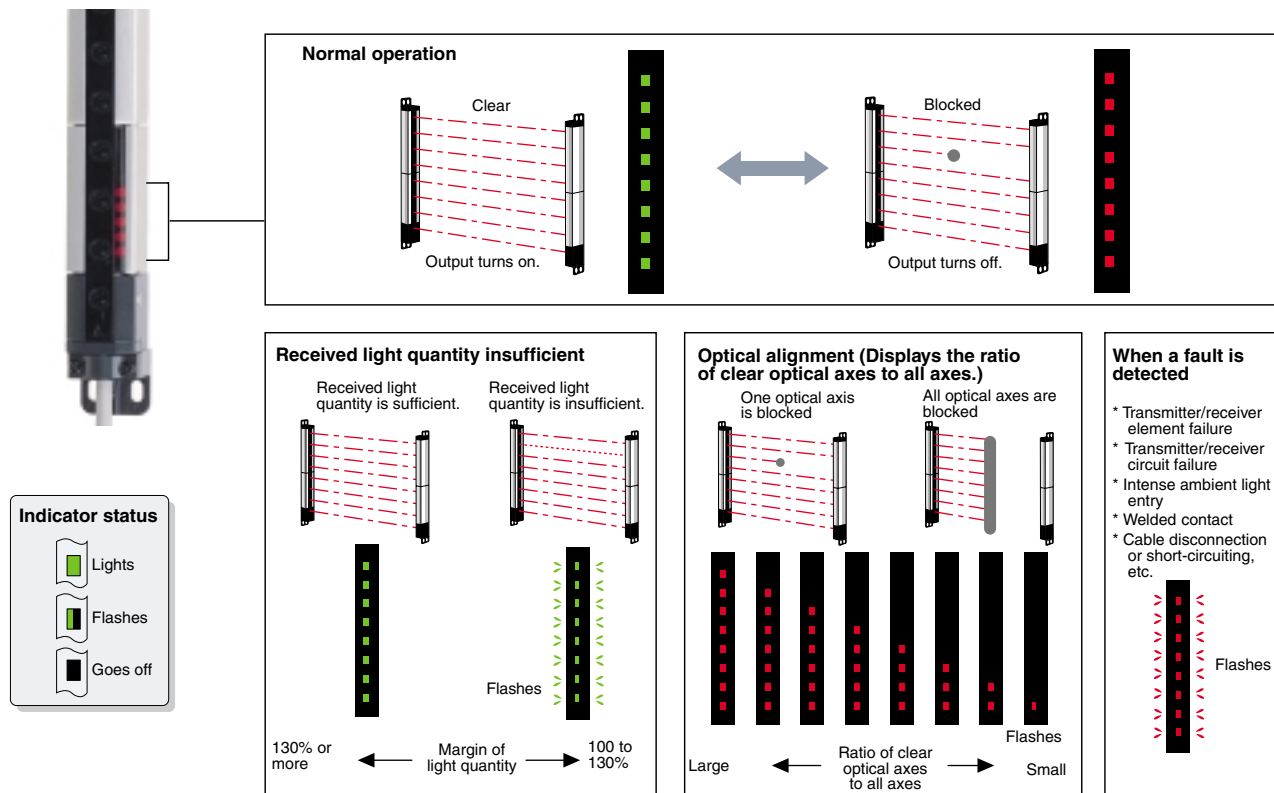 Normal operation
Clear
Output turns on.
Blocked
Output turns off.
Indicator status
Lights
Flashes
Goes off
Received light quantity insufficient
Received light
quantity is sufficient.
Received light
quantity is insufficient.
Flashes
130% or
more
Margin of
light quantity
100 to
130%
Optical alignment (Displays the ratio
of clear optical axes to all axes.)
One optical axis
is blocked
All optical axes are
blocked
Flashes
Large
Ratio of clear
optical axes
to all axes
Small
When a fault is
detected
* Transmitter/receiver
element failure
* Transmitter/receiver
circuit failure
* Intense ambient light
entry
* Welded contact
* Cable disconnection
or short-circuiting,
etc.
Flashes